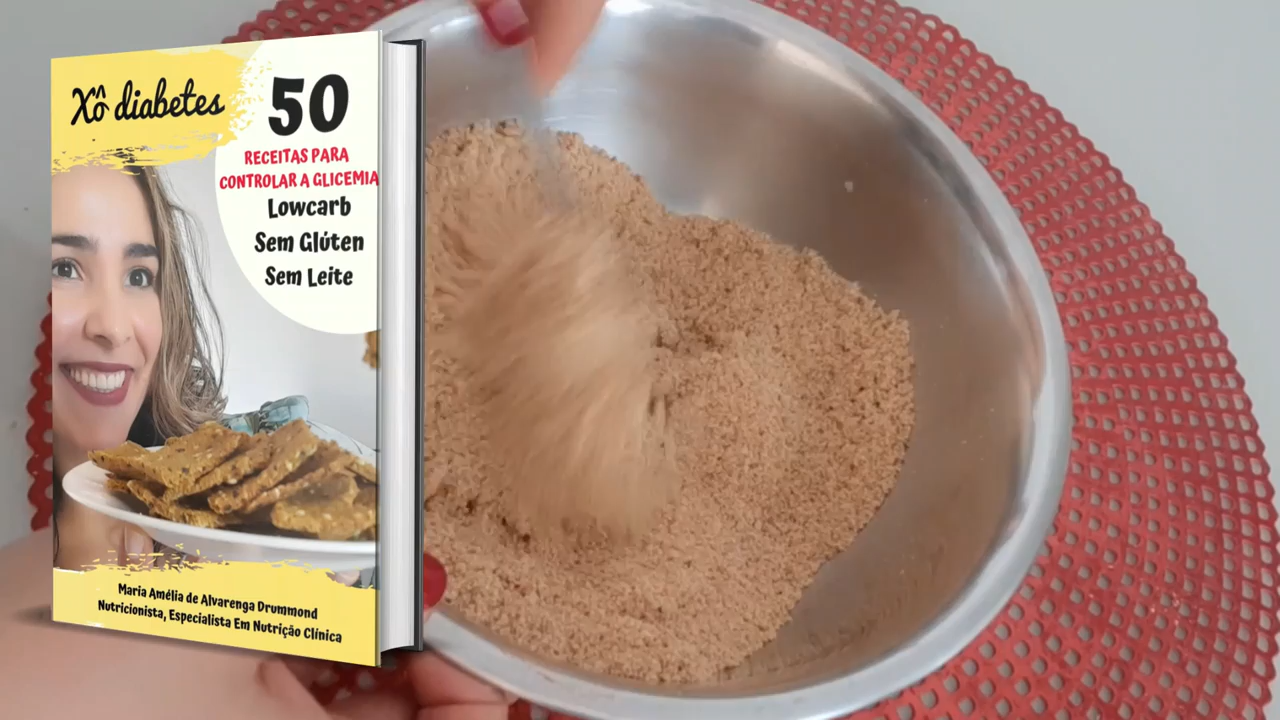 Xô diabetes
50
RECEITAS PARA
CONTROLAR A GLICEMIA
Lowcarb
Sem Glúten
Sem Leite
Maria Amélia de Alvarenga Drummond
Nutricionista, Especialista Em Nutrição Clínica